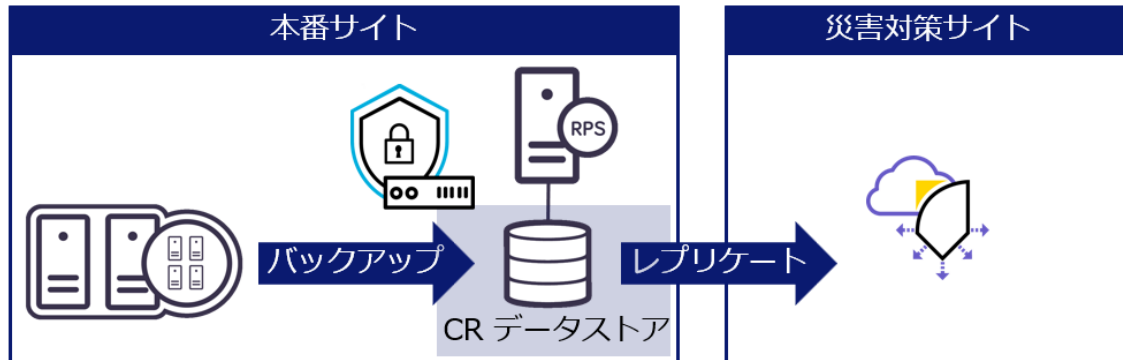 本番サイト
災害対策サイト
RPS
バックアップ
レプリケート
CR データストア